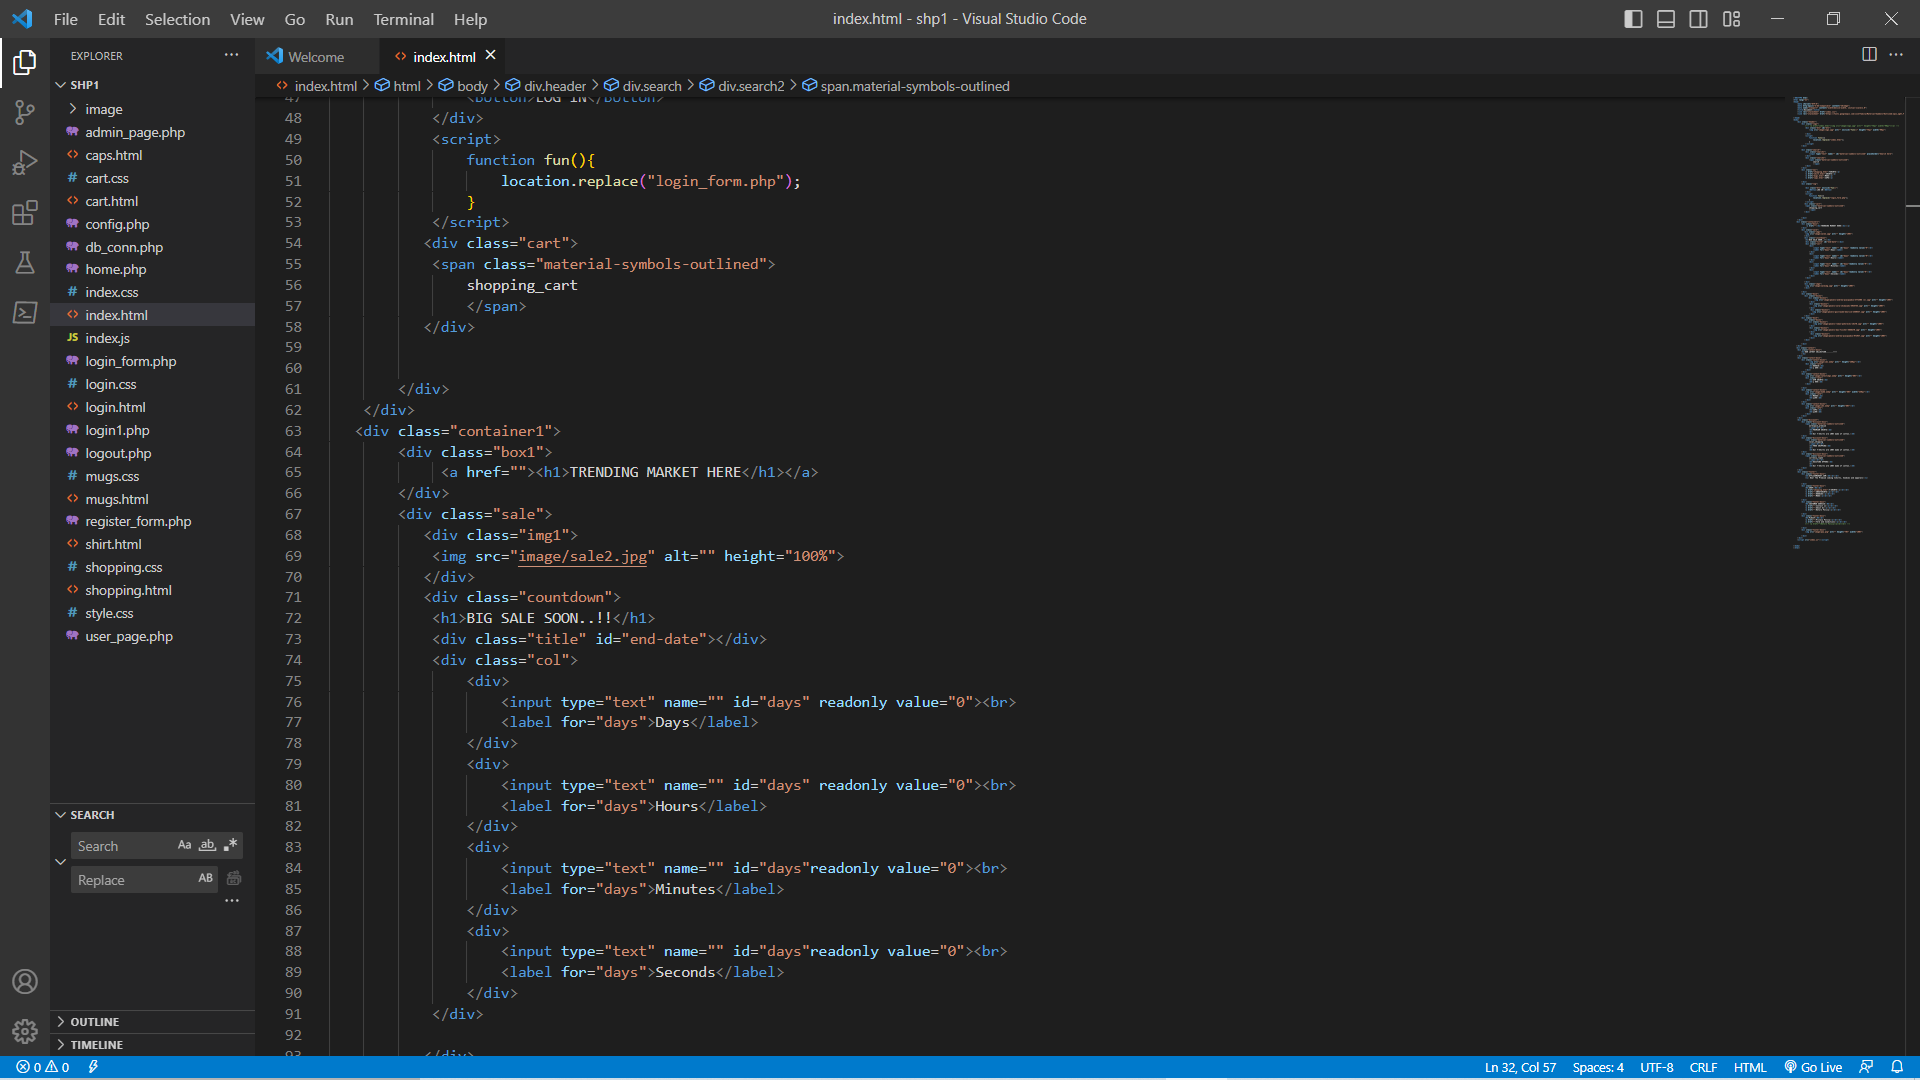 File Edit Selection View Go Run Terminal Help
index.html - shp1 - Visual Studio Code
EXPLORER
SHP1
image
admin_page.php
caps.html
cart.css
cart.html
config.php
db_conn.php
home.php
index.css
index.html
index.js
login_form.php
login.css
login.html
login1.php
logout.php
mugs.css
mugs.html
register_form.php
shirt.html
shopping.css
shopping.html
style.css
user_page.php
SEARCH
Search Aa ab
Replace AB
OUTLINE
TIMELINE
Welcome index.html
index.html > html > body > div.header > div.search > div.search2 > span.material-symbols-outlined
47 <button>LOG IN</button>
48 </div>
49 <script>
50 function fun(){
51 location.replace("login_form.php");
52 }
53 </script>
54 <div class="cart">
55 <span class="material-symbols-outlined">
56 shopping_cart
57 </span>
58 </div>
59
60
61 </div>
62 </div>
63 <div class="container1">
64 <div class="box1">
65 <a href=""><h1>TRENDING MARKET HERE</h1></a>
66 </div>
67 <div class="sale">
68 <div class="img1">
69 <img src="image/sale2.jpg" alt="" height="100%">
70 </div>
71 <div class="countdown">
72 <h1>BIG SALE SOON..!!</h1>
73 <div class="title" id="end-date"></div>
74 <div class="col">
75 <div>
76 <input type="text" name="" id="days" readonly value="0"><br>
77 <label for="days">Days</label>
78 </div>
79 <div>
80 <input type="text" name="" id="days" readonly value="0"><br>
81 <label for="days">Hours</label>
82 </div>
83 <div>
84 <input type="text" name="" id="days"readonly value="0"><br>
85 <label for="days">Minutes</label>
86 </div>
87 <div>
88 <input type="text" name="" id="days"readonly value="0"><br>
89 <label for="days">Seconds</label>
90 </div>
91 </div>
92
93 </div>
0 0
Ln 32, Col 57 Spaces: 4 UTF-8 CRLF HTML Go Live